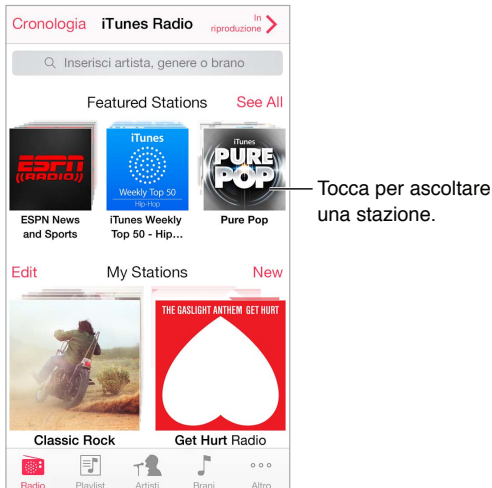 Cronologia iTunes Radio In riproduzione
Inserisci artista, genere o brano
Featured Stations See All
ESPN
((RADIO))
iTunes
Weekly Top 50
Hip-Hop
iTunes
PURE
POP
Tocca per ascoltare
una stazione.
ESPN News
and Sports
iTunes Weekly
Top 50 - Hip...
Pure Pop
Edit My Stations New
THE GASLIGHT ANTHEM GET HURT
Classic Rock
Get Hurt Radio
Radio Playlist Artisti Brani Altro